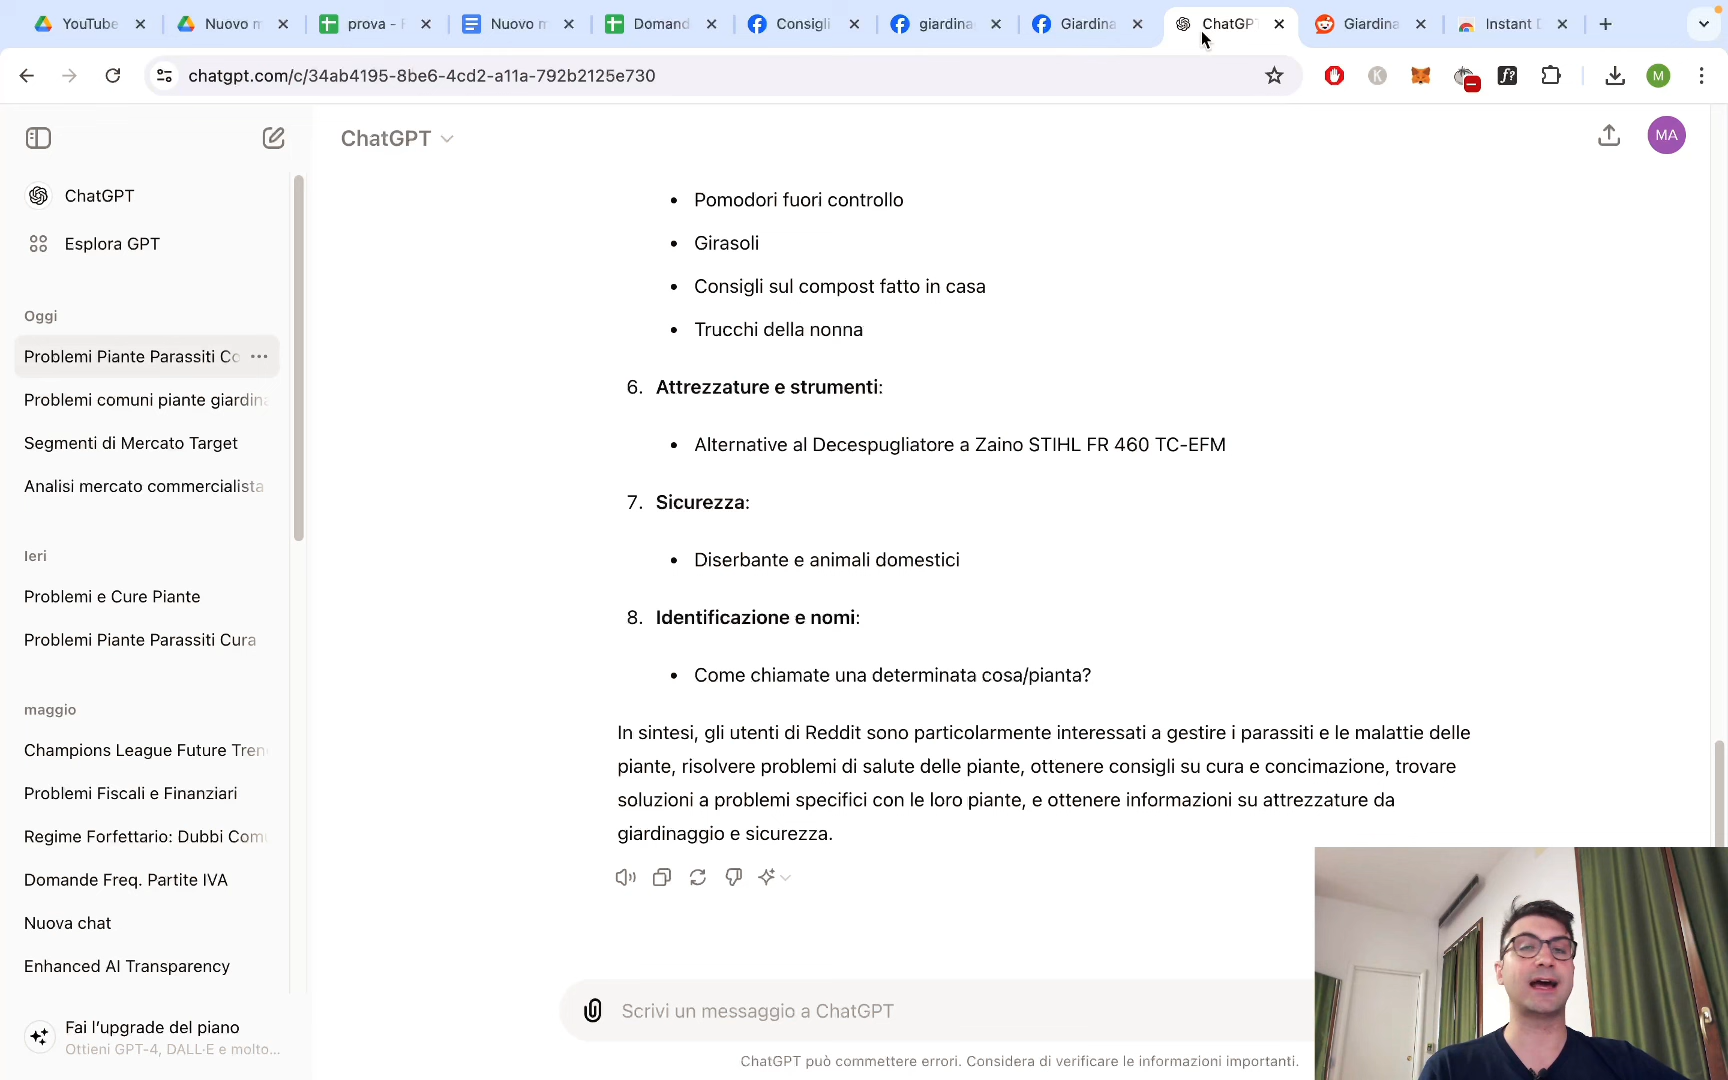 YouTube
Nuovo m
prova - F
Nuovo m
Domand
Consigli
giardina
Giardina
ChatGPT
Giardina
Instant D
chatgpt.com/c/34ab4195-8be6-4cd2-a11a-792b2125e730
K
f?
M
ChatGPT
MA
ChatGPT
Esplora GPT
Oggi
Problemi Piante Parassiti Co
Problemi comuni piante giardina
Segmenti di Mercato Target
Analisi mercato commercialista
Ieri
Problemi e Cure Piante
Problemi Piante Parassiti Cura
maggio
Champions League Future Tren
Problemi Fiscali e Finanziari
Regime Forfettario: Dubbi Com
Domande Freq. Partite IVA
Nuova chat
Enhanced AI Transparency
Fai l'upgrade del piano
Ottieni GPT-4, DALL·E e molto...
• Pomodori fuori controllo
• Girasoli
• Consigli sul compost fatto in casa
• Trucchi della nonna
6. Attrezzature e strumenti:
• Alternative al Decespugliatore a Zaino STIHL FR 460 TC-EFM
7. Sicurezza:
• Diserbante e animali domestici
8. Identificazione e nomi:
• Come chiamate una determinata cosa/pianta?
In sintesi, gli utenti di Reddit sono particolarmente interessati a gestire i parassiti e le malattie delle
piante, risolvere problemi di salute delle piante, ottenere consigli su cura e concimazione, trovare
soluzioni a problemi specifici con le loro piante, e ottenere informazioni su attrezzature da
giardinaggio e sicurezza.
Scrivi un messaggio a ChatGPT
ChatGPT può commettere errori. Considera di verificare le informazioni importanti.